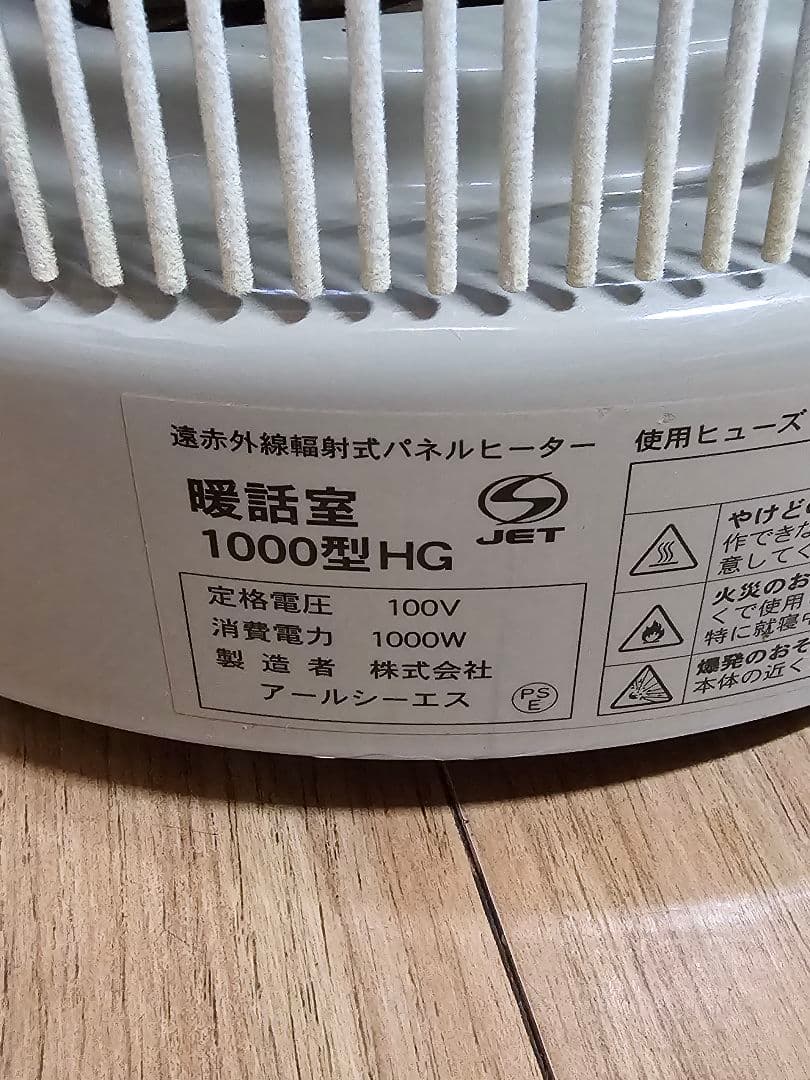 遠赤外線輻射式パネルヒーター
暖話室
1000型HG
JET
定格電圧 100V
消費電力 1000W
製造者 株式会社
アールシーエス
PS
E
使用ヒューズ
やけどの
作できな
意してく
火災のお
くで使用
特に就寝中
爆発のおそ
本体の近く